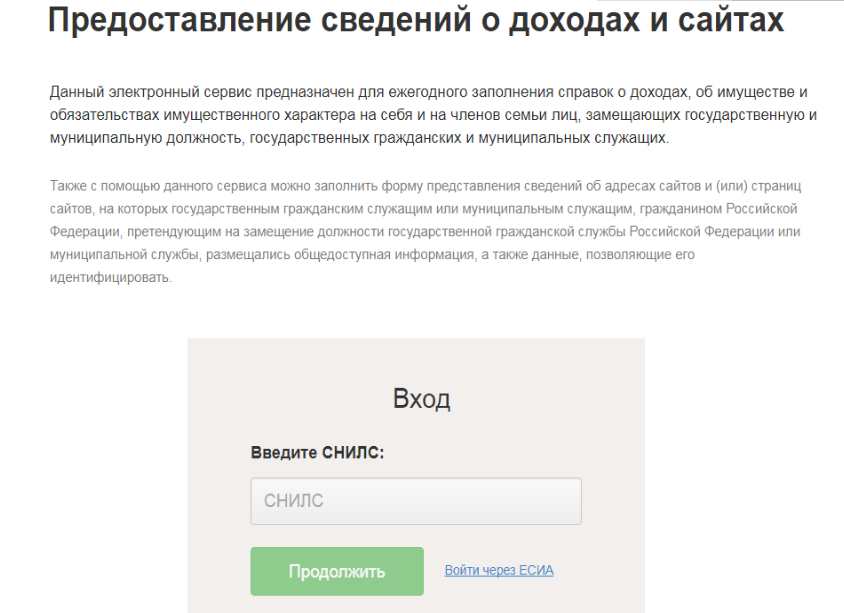 Предоставление сведений о доходах и сайтах
Данный электронный сервис предназначен для ежегодного заполнения справок о доходах, об имуществе и
обязательствах имущественного характера на себя и на членов семьи лиц, замещающих государственную и
муниципальную должность, государственных гражданских и муниципальных служащих.
Также с помощью данного сервиса можно заполнить форму представления сведений об адресах сайтов и (или) страниц
сайтов, на которых государственным гражданским служащим или муниципальным служащим, гражданином Российской
Федерации, претендующим на замещение должности государственной гражданской службы Российской Федерации или
муниципальной службы, размещались общедоступная информация, а также данные, позволяющие его
идентифицировать.
Вход
Введите СНИЛС:
СНИЛС
Продолжить Войти через ЕСИА